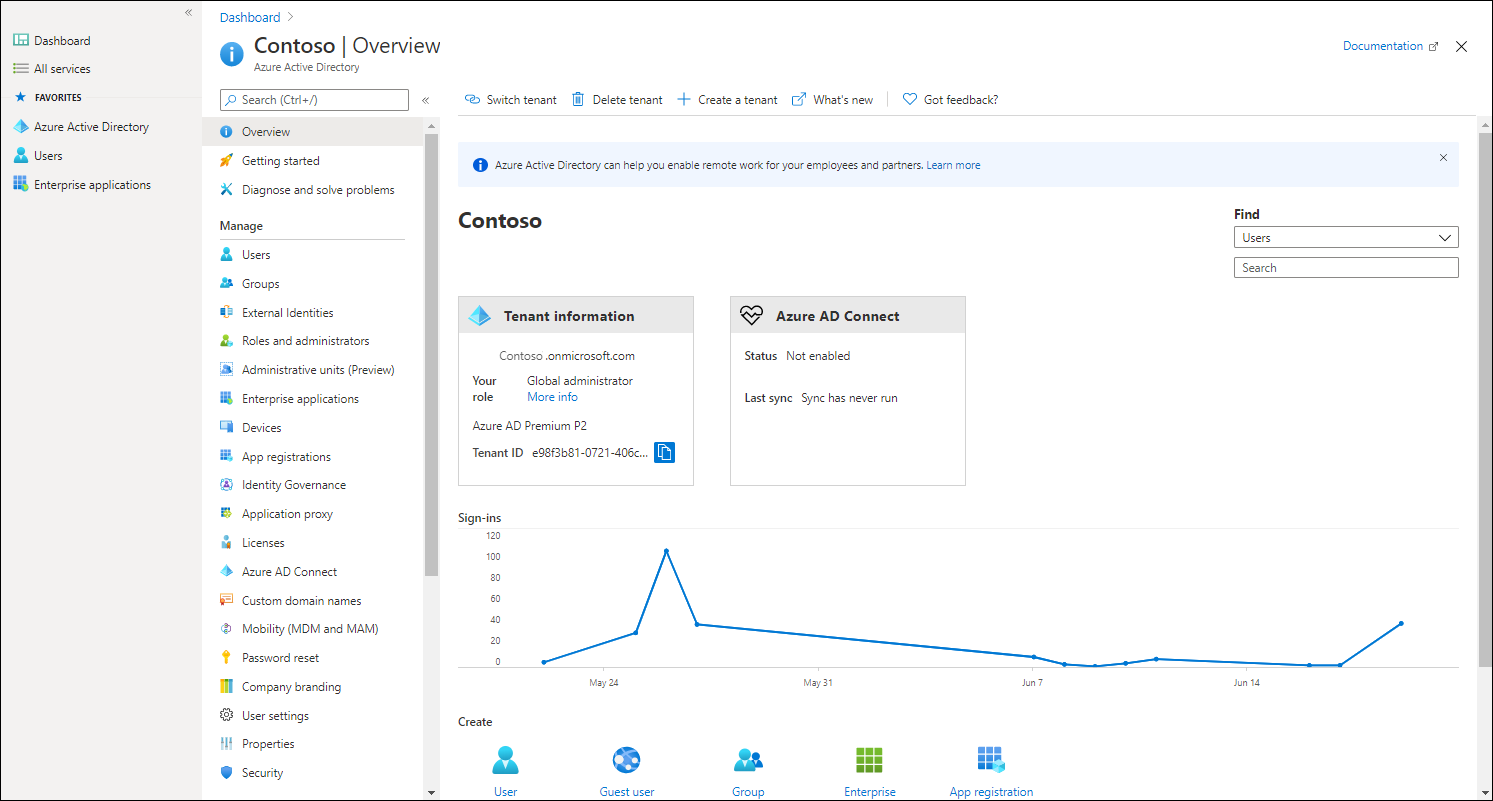 Dashboard
All services
FAVORITES
Azure Active Directory
Users
Enterprise applications
Dashboard
Contoso | Overview
Azure Active Directory
Documentation
Search (Ctrl+/)
Switch tenant
Delete tenant
Create a tenant
What's new
Got feedback?
Overview
Getting started
Diagnose and solve problems
Manage
Users
Groups
External Identities
Roles and administrators
Administrative units (Preview)
Enterprise applications
Devices
App registrations
Identity Governance
Application proxy
Licenses
Azure AD Connect
Custom domain names
Mobility (MDM and MAM)
Password reset
Company branding
User settings
Properties
Security
Azure Active Directory can help you enable remote work for your employees and partners. Learn more
Contoso
Find
Users
Search
Tenant information
Contoso .onmicrosoft.com
Your role
Global administrator
More info
Azure AD Premium P2
Tenant ID e98f3b81-0721-406c...
Azure AD Connect
Status Not enabled
Last sync Sync has never run
Sign-ins
120
100
80
60
40
20
0
May 24
May 31
Jun 7
Jun 14
Create
User
Guest user
Group
Enterprise
App registration